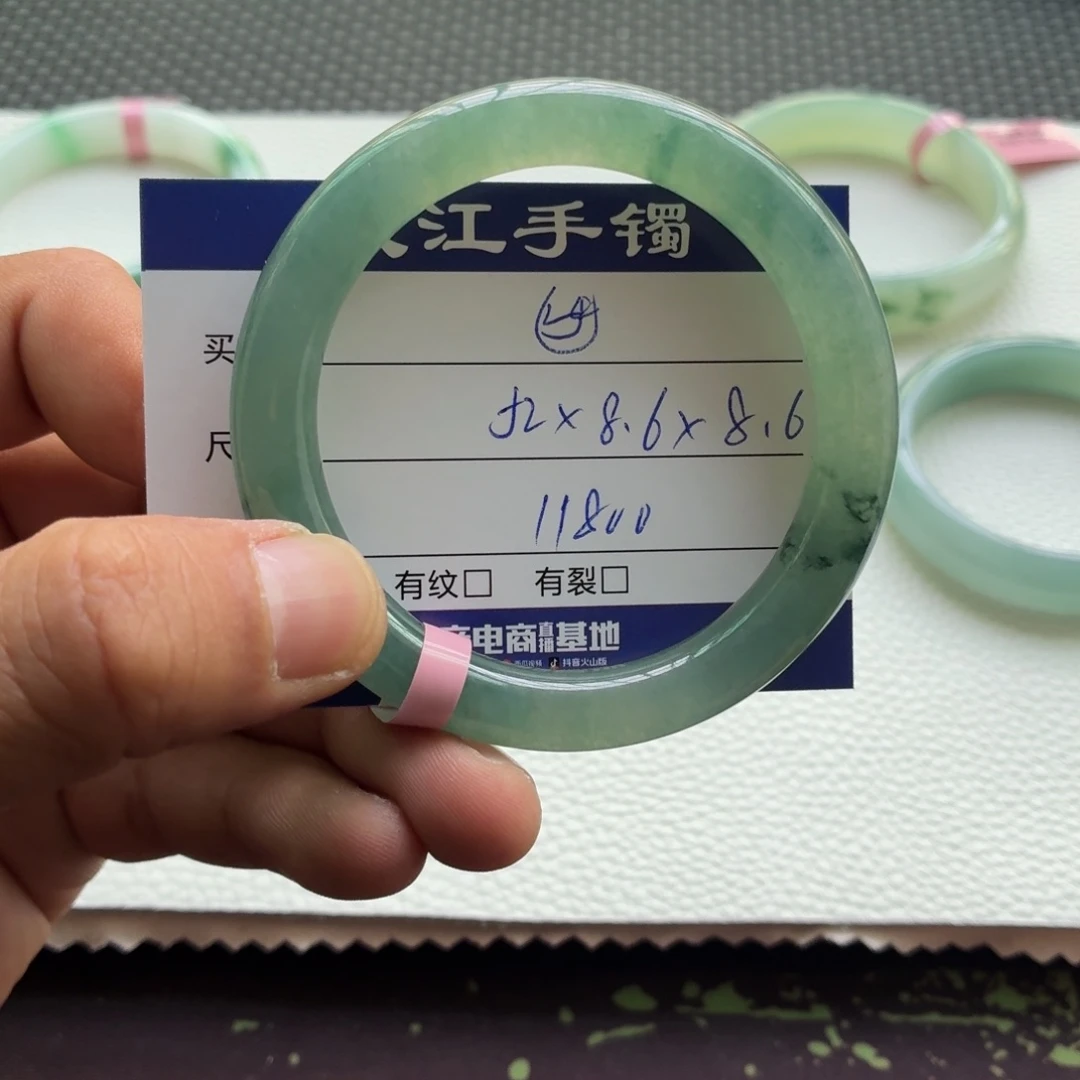 江手镯
买
尺 52×8.6×8.6
11800
有纹□ 有裂□
电商直播基地
抖音火山版